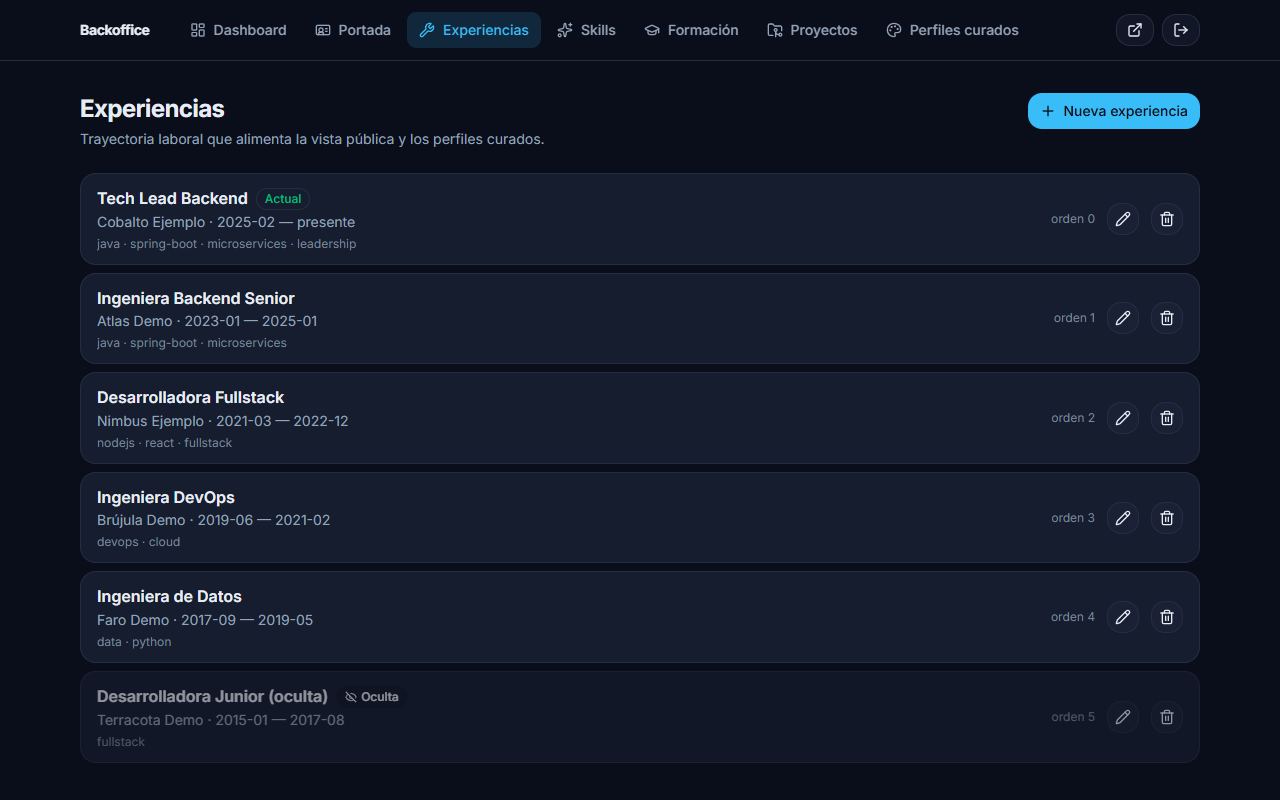 Backoffice Dashboard Portada Experiencias Skills Formación Proyectos Perfiles curados
Experiencias
Nueva experiencia
Trayectoria laboral que alimenta la vista pública y los perfiles curados.
Tech Lead Backend Actual
Cobalto Ejemplo · 2025-02 — presente
orden 0
java · spring-boot · microservices · leadership
Ingeniera Backend Senior
Atlas Demo · 2023-01 — 2025-01
orden 1
java · spring-boot · microservices
Desarrolladora Fullstack
Nimbus Ejemplo · 2021-03 — 2022-12
orden 2
nodejs · react · fullstack
Ingeniera DevOps
Brújula Demo · 2019-06 — 2021-02
orden 3
devops · cloud
Ingeniera de Datos
Faro Demo · 2017-09 — 2019-05
orden 4
data · python
Desarrolladora Junior (oculta) Oculta
Terracota Demo · 2015-01 — 2017-08
orden 5
fullstack